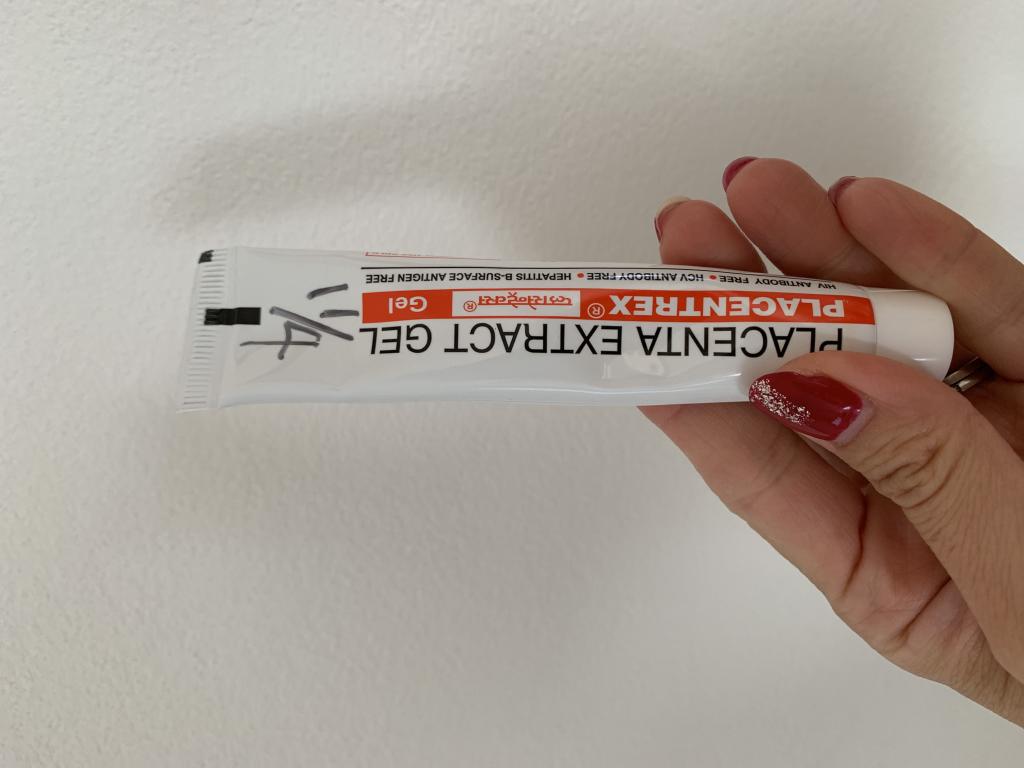 PLACENTA EXTRACT GEL
PLACENTREX® प्लासेन्ट्रेक्स® Gel
HIV ANTIBODY FREE • HCV ANTIBODY FREE • HEPATITIS B-SURFACE ANTIGEN FREE